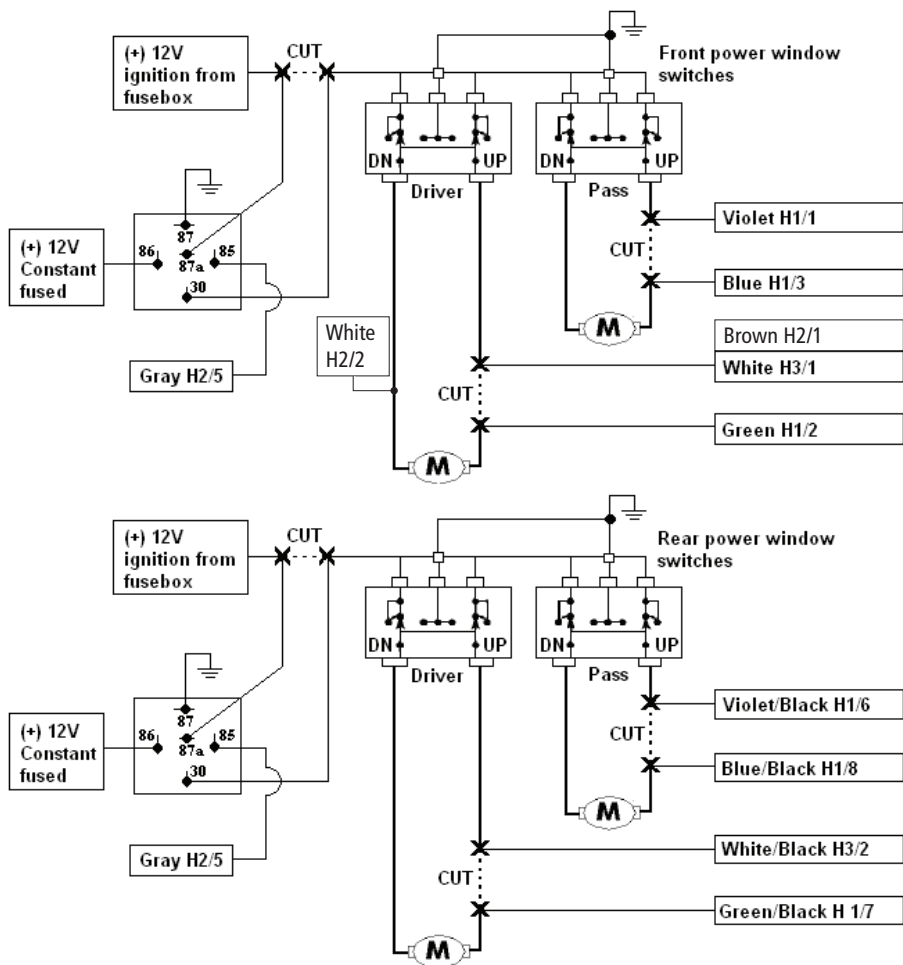 (+) 12V
ignition from
fusebox
CUT
Front power window
switches
DN
UP
Driver
DN
UP
Pass
87
86
87a
85
30
(+) 12V
Constant
fused
Gray H2/5
White
H2/2
Violet H1/1
CUT
Blue H1/3
M
Brown H2/1
White H3/1
CUT
Green H1/2
M
(+) 12V
ignition from
fusebox
CUT
Rear power window
switches
DN
UP
Driver
DN
UP
Pass
87
86
87a
85
30
(+) 12V
Constant
fused
Gray H2/5
Violet/Black H1/6
CUT
Blue/Black H1/8
M
White/Black H3/2
CUT
Green/Black H 1/7
M